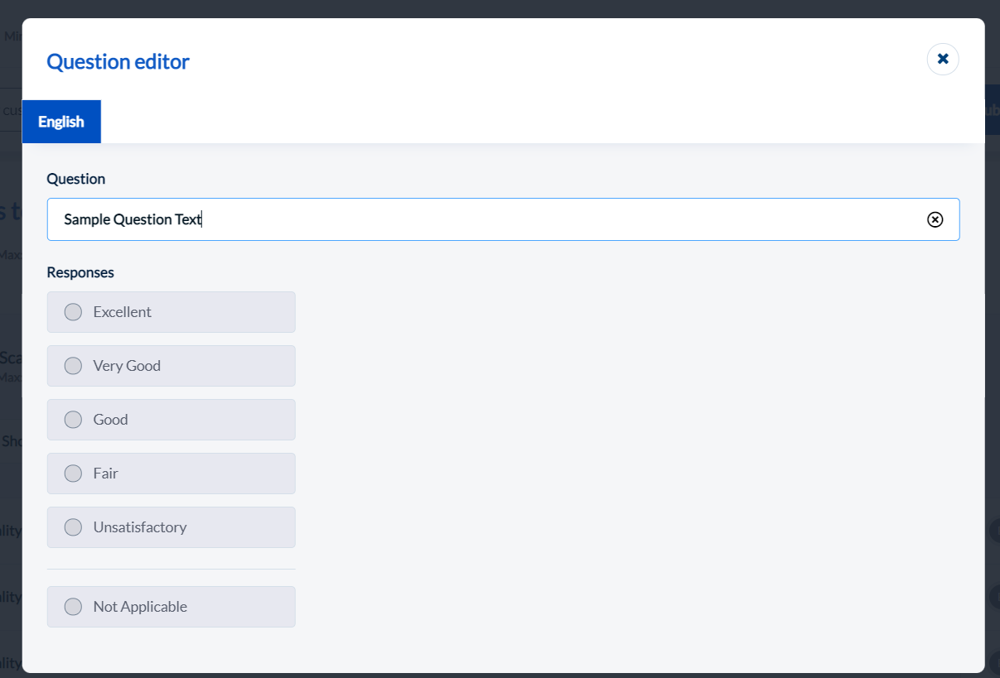 Question editor
English
Question
Sample Question Text
Responses
Excellent
Very Good
Good
Fair
Unsatisfactory
Not Applicable